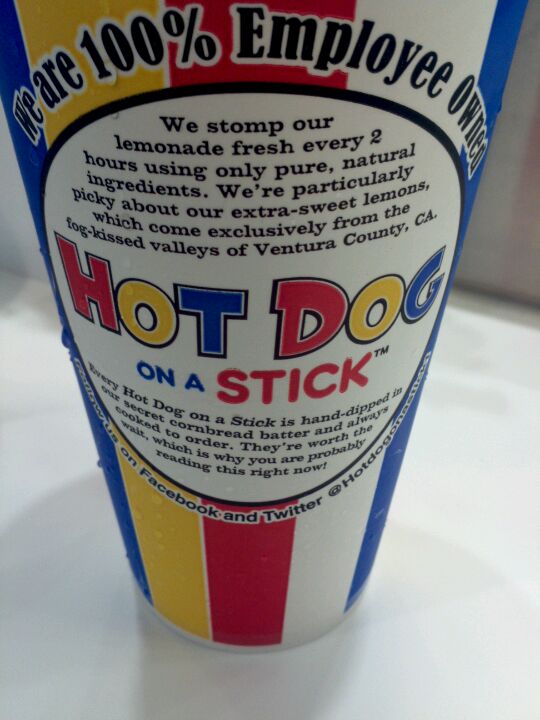 We are 100% Employee Owned
We stomp our
lemonade fresh every 2
hours using only pure, natural
ingredients. We're particularly
picky about our extra-sweet lemons,
which come exclusively from the
fog-kissed valleys of Ventura County, CA.
HOT DOG
ON A STICK™
Every Hot Dog on a Stick is hand-dipped in
our secret cornbread batter and always
cooked to order. They're worth the
wait, which is why you are probably
reading this right now!
Follow us on Facebook and Twitter @Hotdogonastick